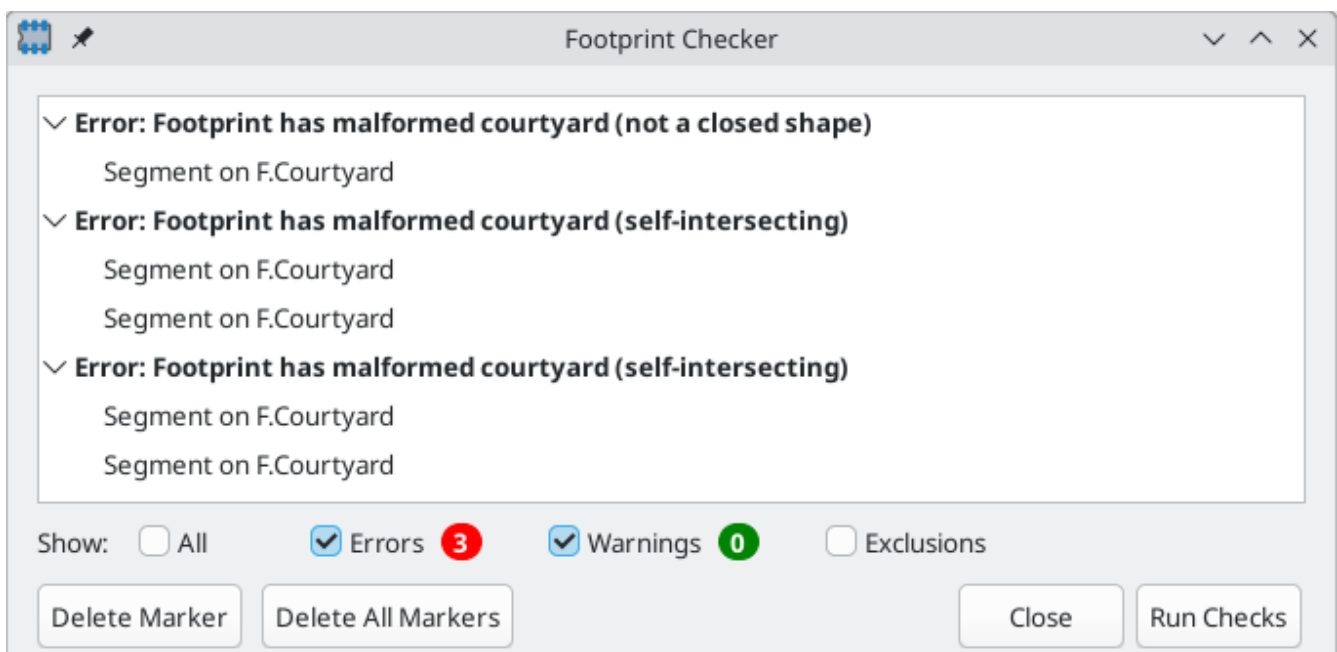 Footprint Checker
Error: Footprint has malformed courtyard (not a closed shape)
Segment on F.Courtyard
Error: Footprint has malformed courtyard (self-intersecting)
Segment on F.Courtyard
Segment on F.Courtyard
Error: Footprint has malformed courtyard (self-intersecting)
Segment on F.Courtyard
Segment on F.Courtyard
Show: All Errors 3 Warnings 0 Exclusions
Delete Marker Delete All Markers Close Run Checks